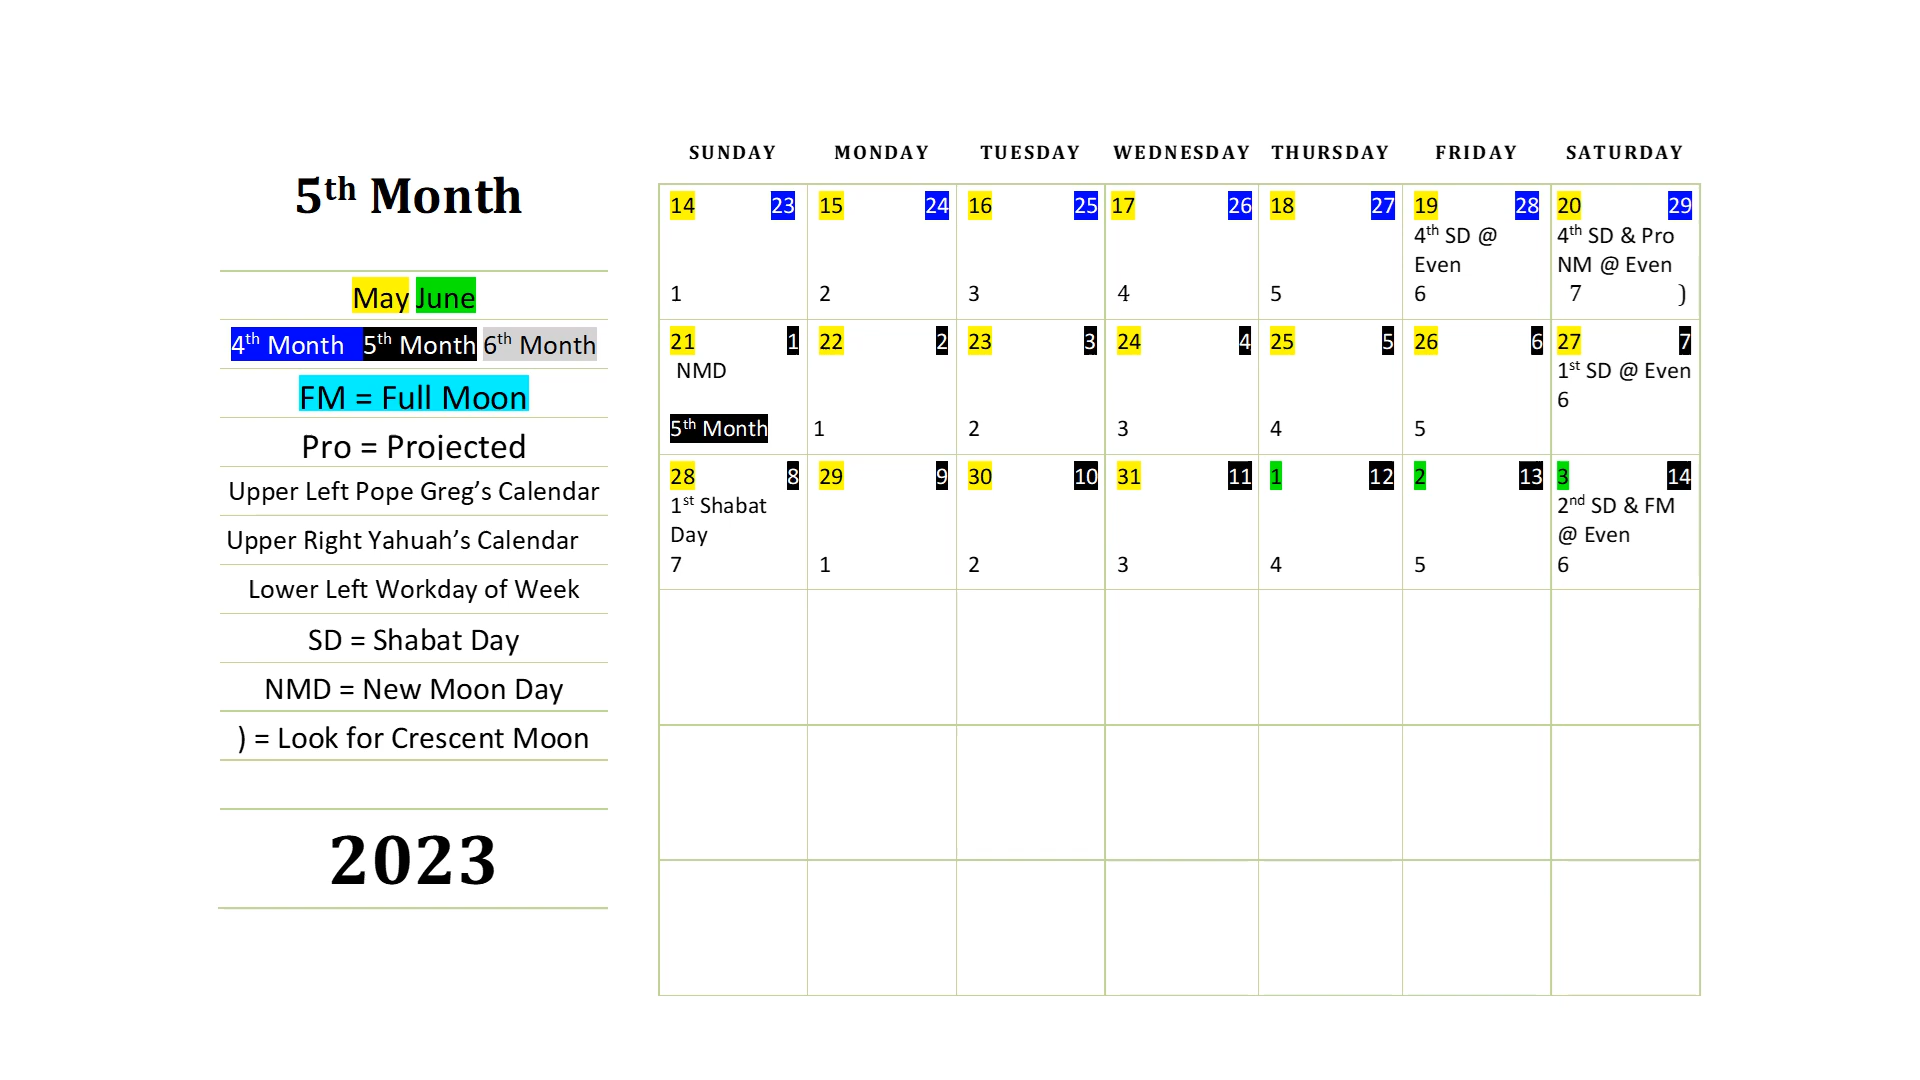 5th Month
May June
4th Month 5th Month 6th Month
FM = Full Moon
Pro = Projected
Upper Left Pope Greg’s Calendar
Upper Right Yahuah’s Calendar
Lower Left Workday of Week
SD = Shabat Day
NMD = New Moon Day
) = Look for Crescent Moon
2023
SUNDAY MONDAY TUESDAY WEDNESDAY THURSDAY FRIDAY SATURDAY
14 23 15 24 16 25 17 26 18 27 19 28 20 29
4th SD @ 4th SD & Pro
Even NM @ Even
1 2 3 4 5 6 7 )
21 1 22 2 23 3 24 4 25 5 26 6 27 7
NMD 1st SD @ Even
6
5th Month 1 2 3 4 5
28 8 29 9 30 10 31 11 1 12 2 13 3 14
1st Shabat 2nd SD & FM
Day @ Even
7 1 2 3 4 5 6